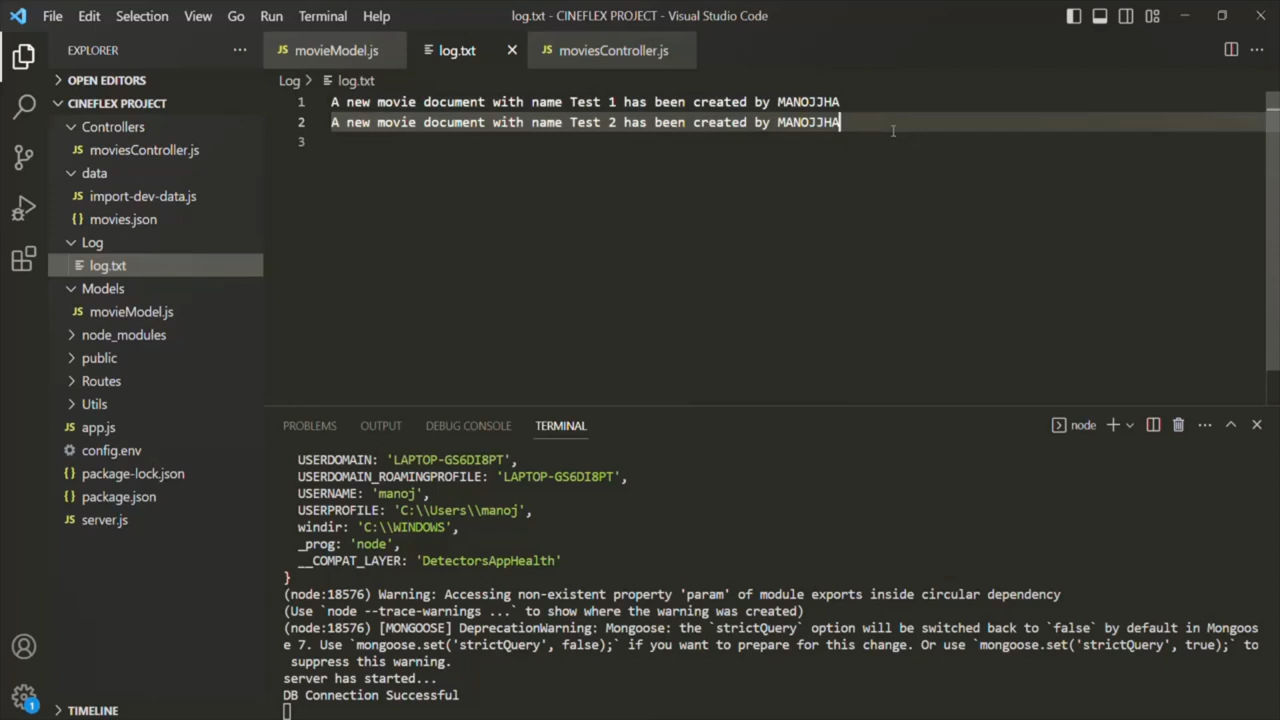 File Edit Selection View Go Run Terminal Help log.txt - CINEFLEX PROJECT - Visual Studio Code
EXPLORER ···
OPEN EDITORS
CINEFLEX PROJECT
Controllers
JS moviesController.js
data
JS import-dev-data.js
{} movies.json
Log
log.txt
Models
JS movieModel.js
node_modules
public
Routes
Utils
JS app.js
config.env
{} package-lock.json
{} package.json
JS server.js
TIMELINE
1
JS movieModel.js log.txt JS moviesController.js
Log > log.txt
1 A new movie document with name Test 1 has been created by MANOJJHA
2 A new movie document with name Test 2 has been created by MANOJJHA
3
PROBLEMS OUTPUT DEBUG CONSOLE TERMINAL node
USERDOMAIN: 'LAPTOP-GS6DI8PT',
USERDOMAIN_ROAMINGPROFILE: 'LAPTOP-GS6DI8PT',
USERNAME: 'manoj',
USERPROFILE: 'C:\\Users\\manoj',
windir: 'C:\\WINDOWS',
_prog: 'node',
__COMPAT_LAYER: 'DetectorsAppHealth'
}
(node:18576) Warning: Accessing non-existent property 'param' of module exports inside circular dependency
(Use `node --trace-warnings ...` to show where the warning was created)
(node:18576) [MONGOOSE] DeprecationWarning: Mongoose: the `strictQuery` option will be switched back to `false` by default in Mongoos
e 7. Use `mongoose.set('strictQuery', false);` if you want to prepare for this change. Or use `mongoose.set('strictQuery', true);` to
suppress this warning.
server has started...
DB Connection Successful